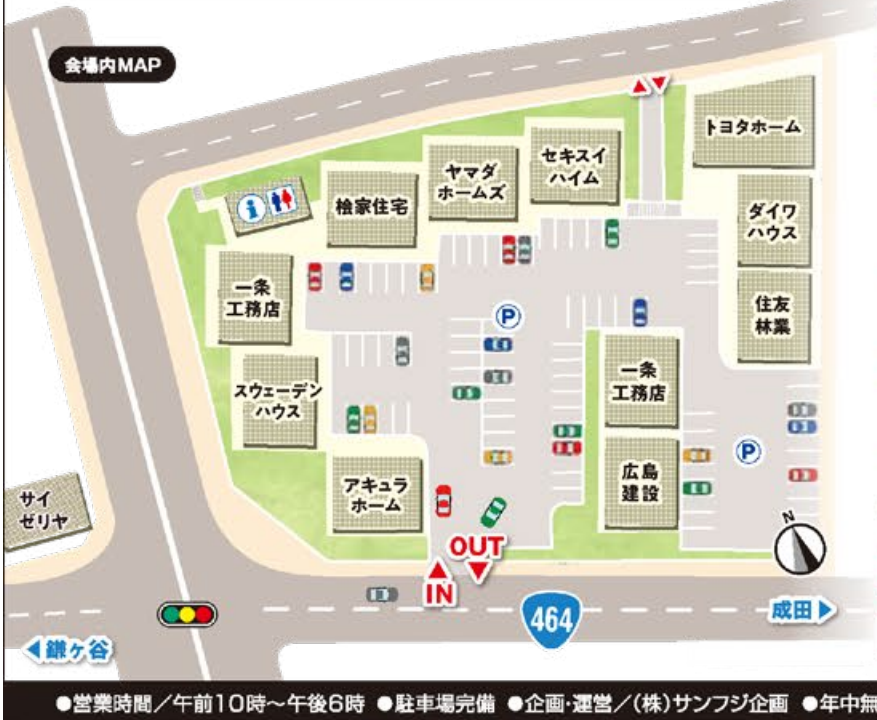 会場内MAP
トヨタホーム
セキスイ
ハイム
ヤマダ
ホームズ
桧家住宅
ダイワ
ハウス
一条
工務店
住友
林業
P
スウェーデン
ハウス
一条
工務店
アキュラ
ホーム
広島
建設
P
サイ
ゼリヤ
N
OUT
IN
464
成田
鎌ヶ谷
●営業時間/午前10時~午後6時 ●駐車場完備 ●企画・運営/(株)サンフジ企画 ●年中無